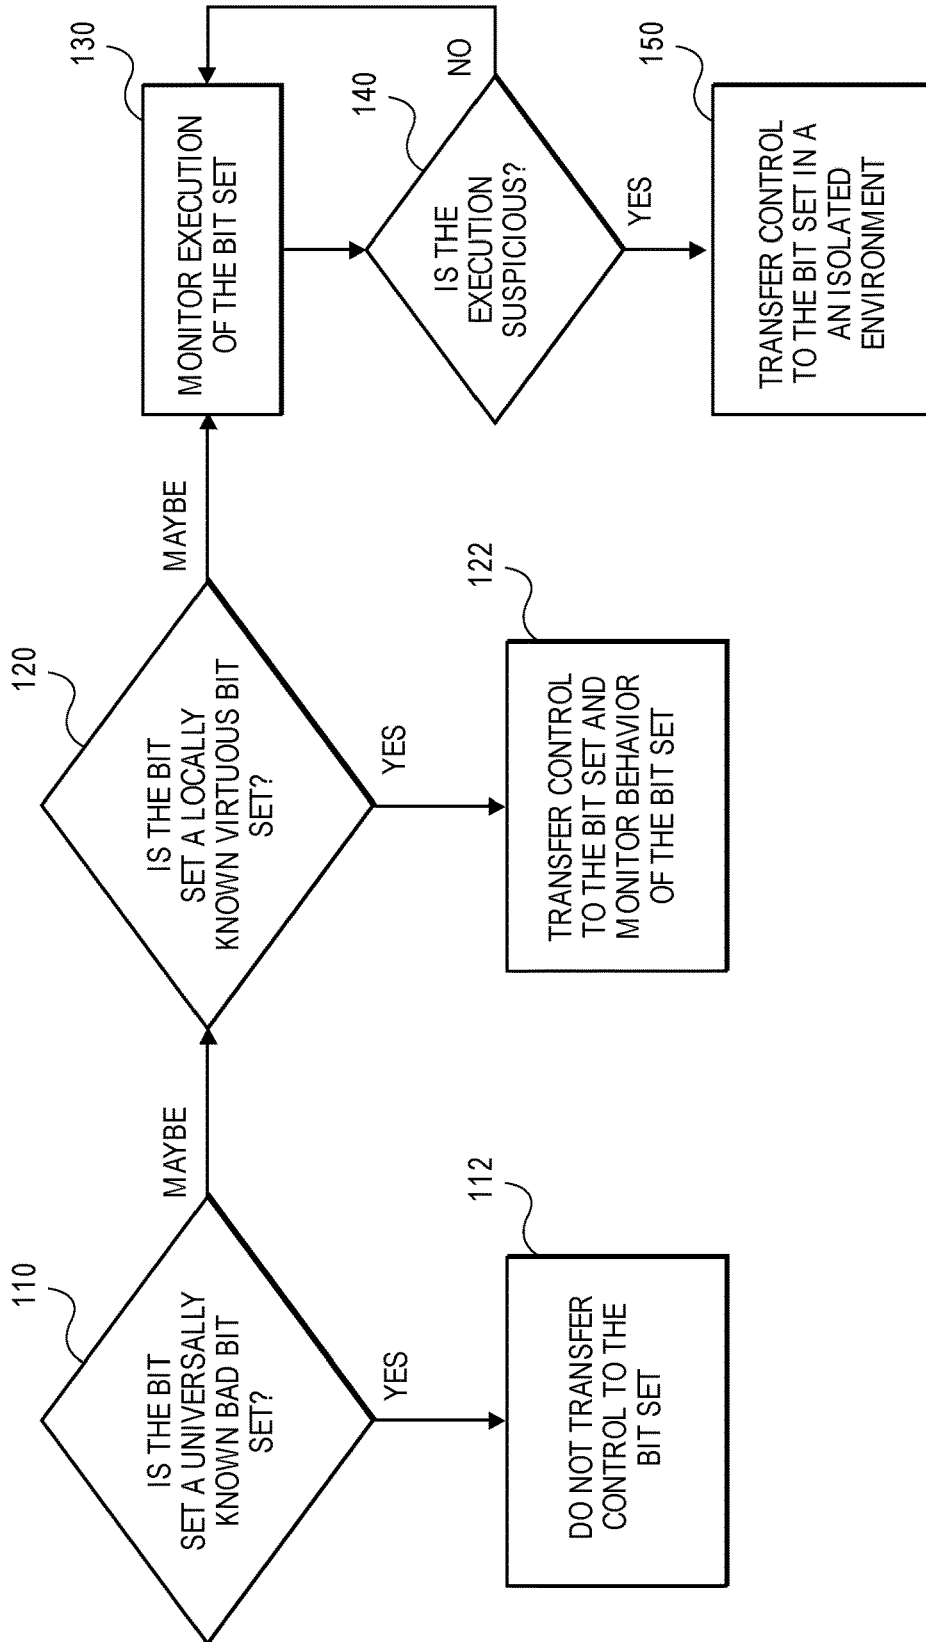 110
IS THE BIT
SET A UNIVERSALLY
KNOWN BAD BIT
SET?
MAYBE
YES
112
DO NOT TRANSFER
CONTROL TO THE
BIT SET
120
IS THE BIT
SET A LOCALLY
KNOWN VIRTUOUS BIT
SET?
MAYBE
YES
122
TRANSFER CONTROL
TO THE BIT SET AND
MONITOR BEHAVIOR
OF THE BIT SET
130
MONITOR EXECUTION
OF THE BIT SET
140
IS THE
EXECUTION
SUSPICIOUS?
NO
YES
150
TRANSFER CONTROL
TO THE BIT SET IN A
AN ISOLATED
ENVIRONMENT